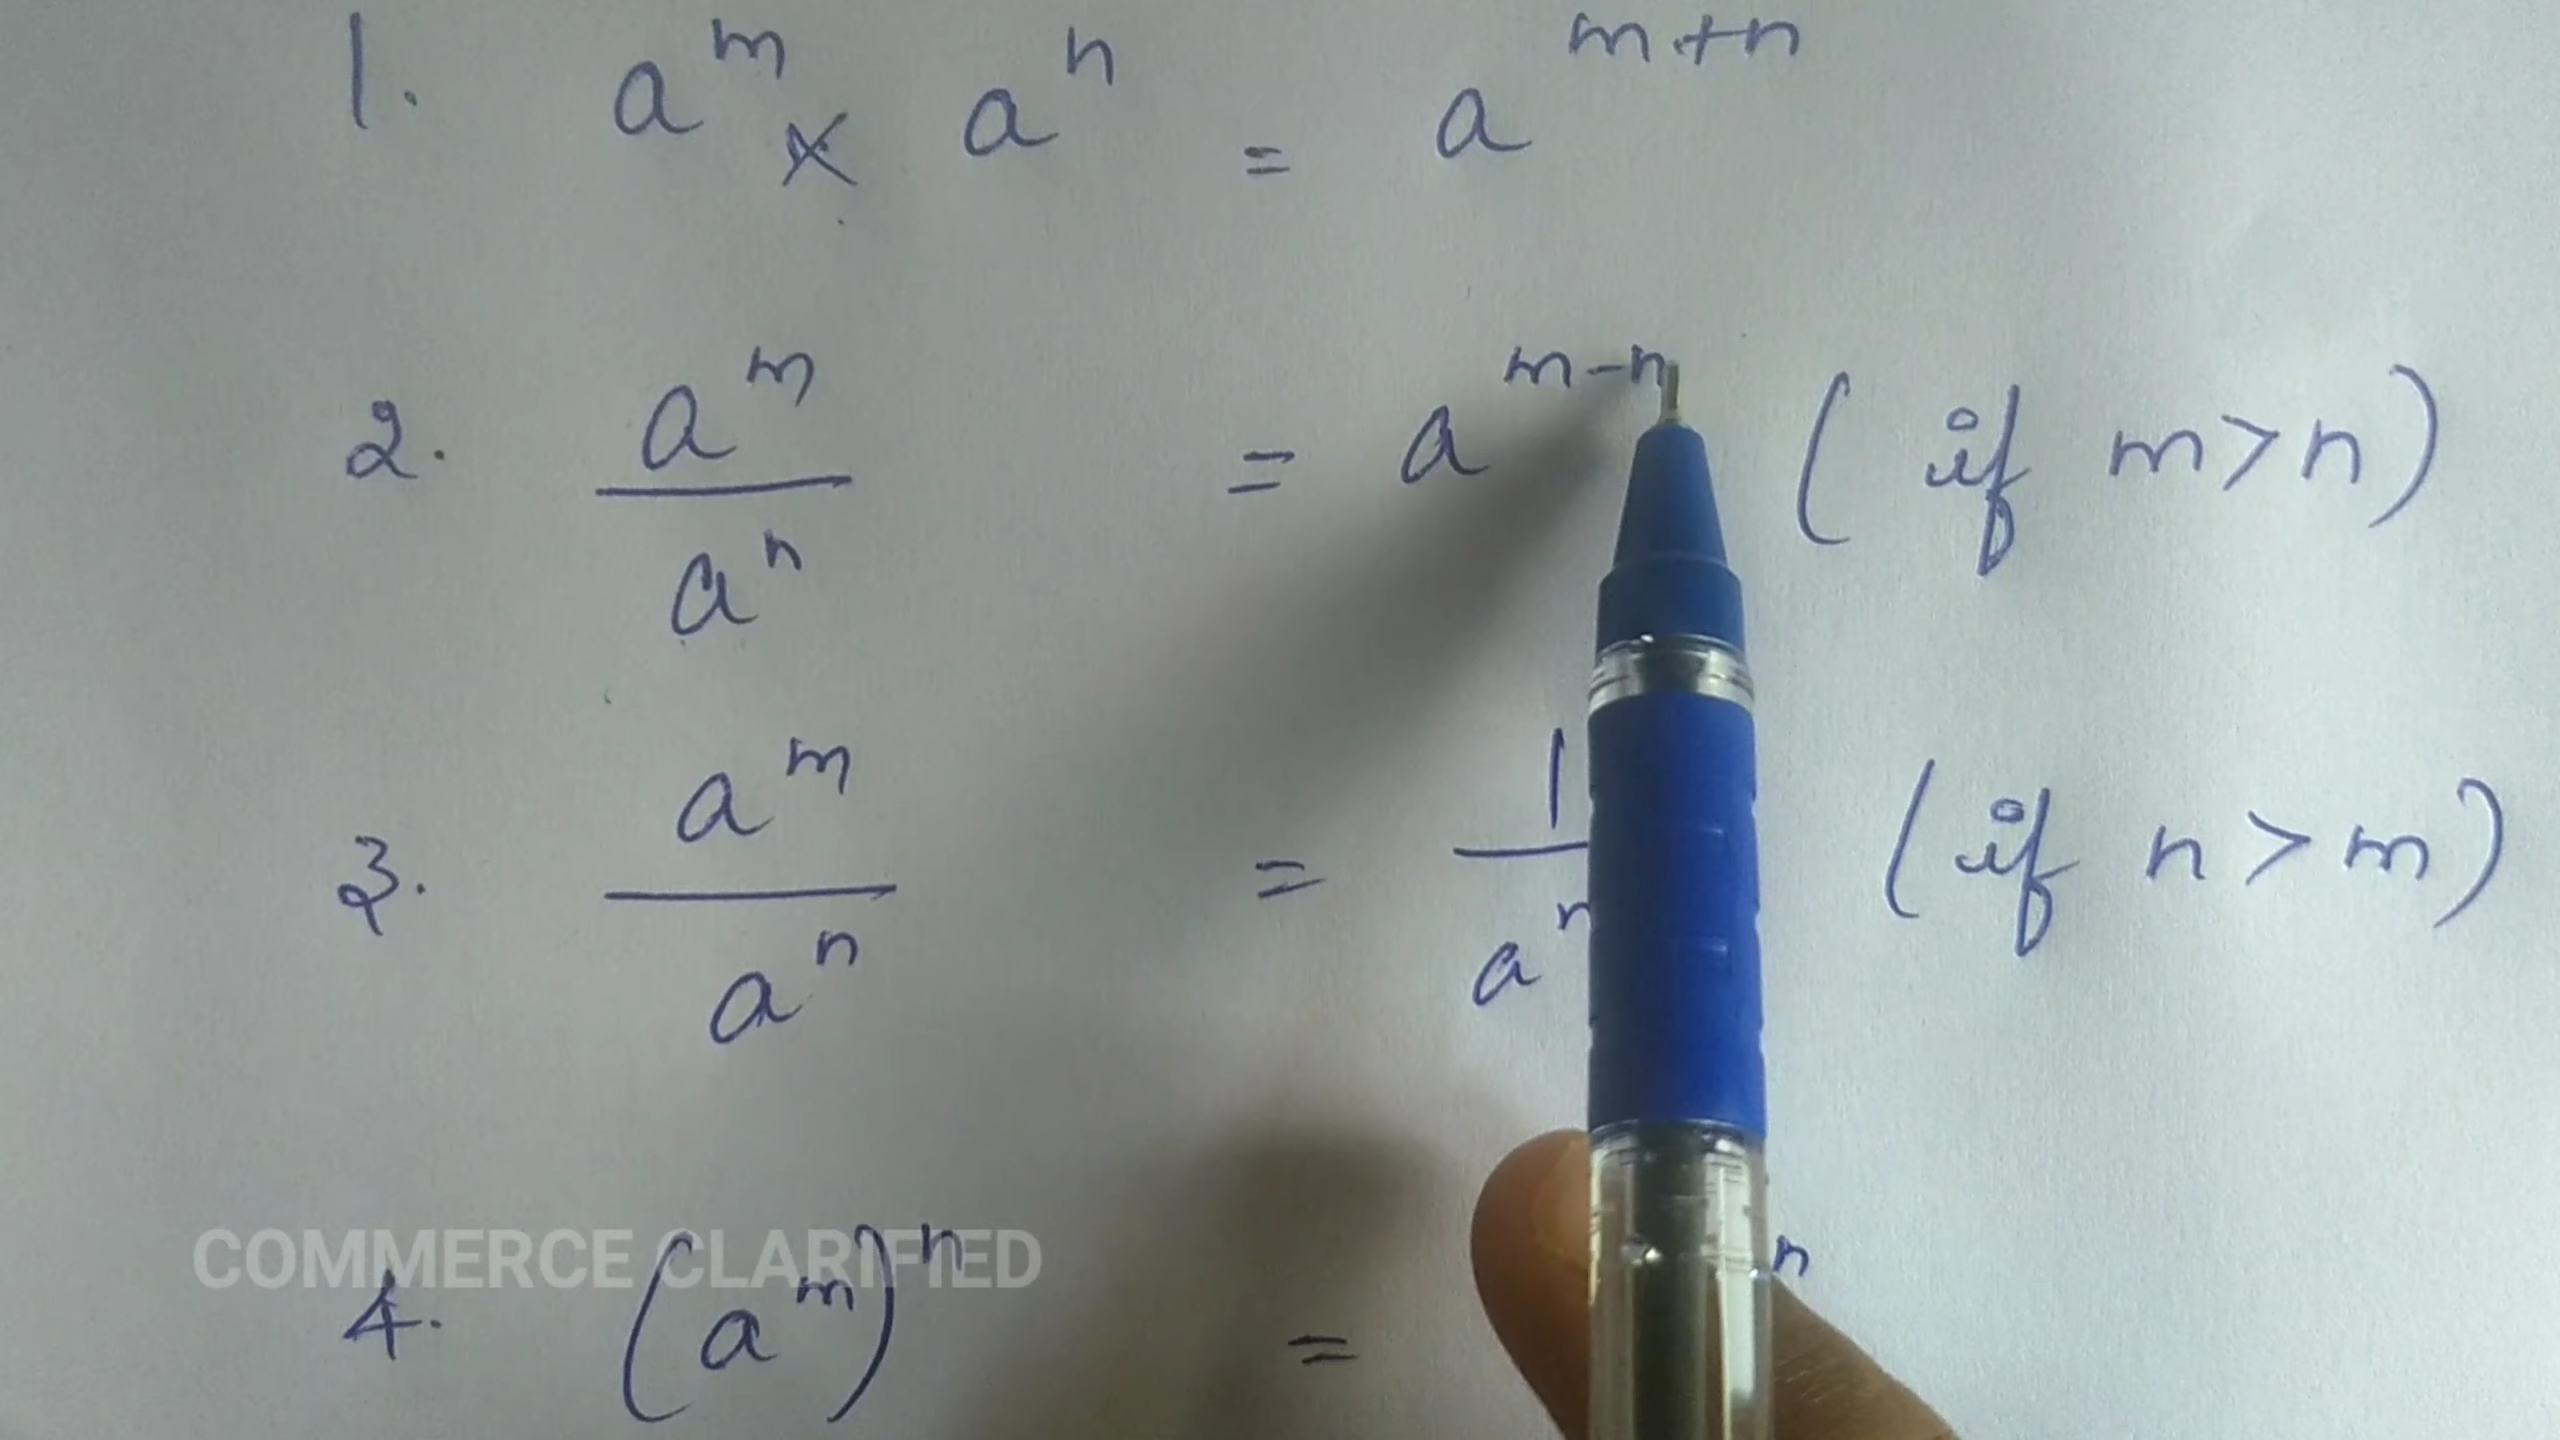 1. a^m × a^n = a^m+n
2. a^m / a^n = a^m-n (if m>n)
3. a^m / a^n = 1 / a^n (if n>m)
COMMERCE CLARIFIED
4. (a^m)^n = n